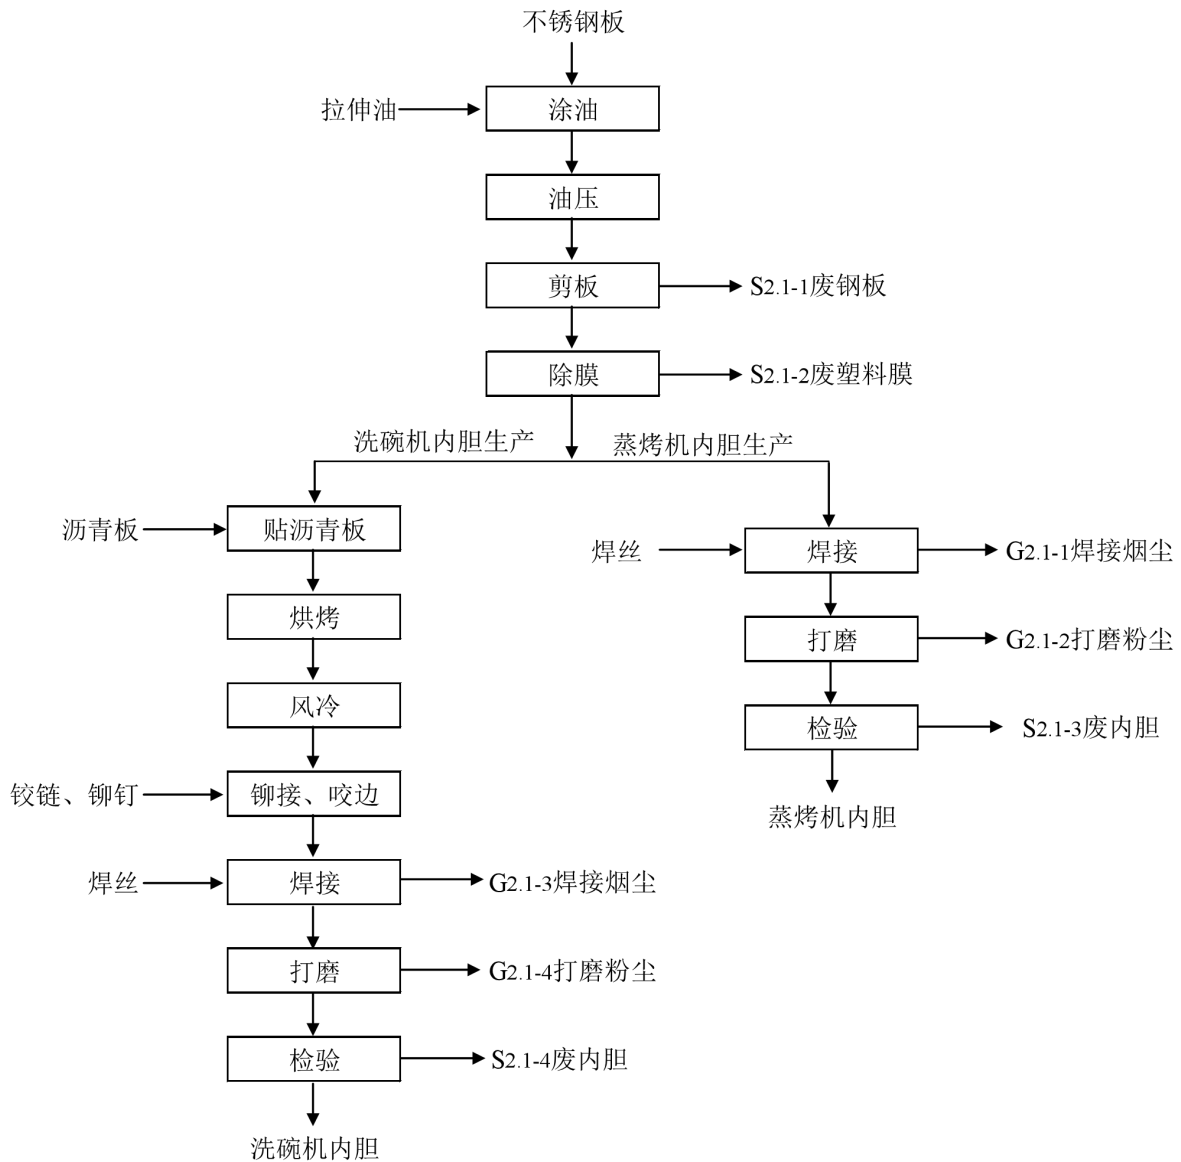 不锈钢板
拉伸油
涂油
油压
剪板
S2.1-1废钢板
除膜
S2.1-2废塑料膜
洗碗机内胆生产
蒸烤机内胆生产
沥青板
贴沥青板
烘烤
风冷
铰链、铆钉
铆接、咬边
焊丝
焊接
G2.1-3焊接烟尘
打磨
G2.1-4打磨粉尘
检验
S2.1-4废内胆
洗碗机内胆
焊丝
焊接
G2.1-1焊接烟尘
打磨
G2.1-2打磨粉尘
检验
S2.1-3废内胆
蒸烤机内胆